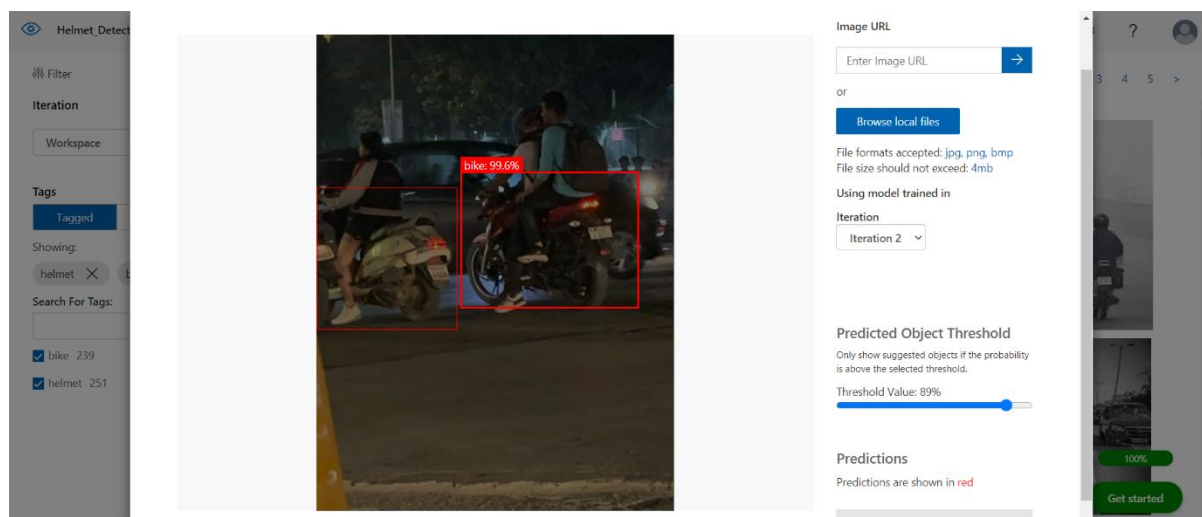 Helmet_Detect
?
Filter
Iteration
Workspace
Tags
Tagged
Showing:
helmet
Search For Tags:
bike 239
helmet 251
bike: 99.6%
Image URL
Enter Image URL
or
Browse local files
File formats accepted: jpg, png, bmp
File size should not exceed: 4mb
Using model trained in
Iteration
Iteration 2
Predicted Object Threshold
Only show suggested objects if the probability
is above the selected threshold.
Threshold Value: 89%
Predictions
Predictions are shown in red
3 4 5 >
100%
Get started